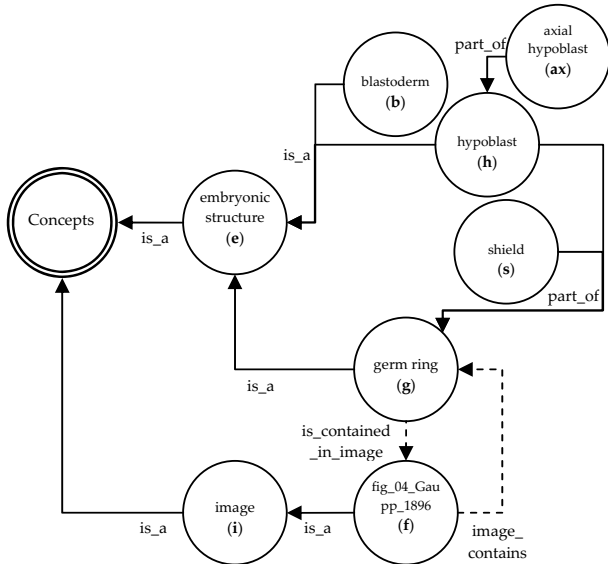 axial
hypoblast
(ax)
part_of
blastoderm
(b)
hypoblast
(h)
is_a
embryonic
structure
(e)
Concepts
is_a
shield
(s)
part_of
germ ring
(g)
is_a
is_contained
_in_image
fig_04_Gau
pp_1896
(f)
image
(i)
is_a
is_a
image_
contains